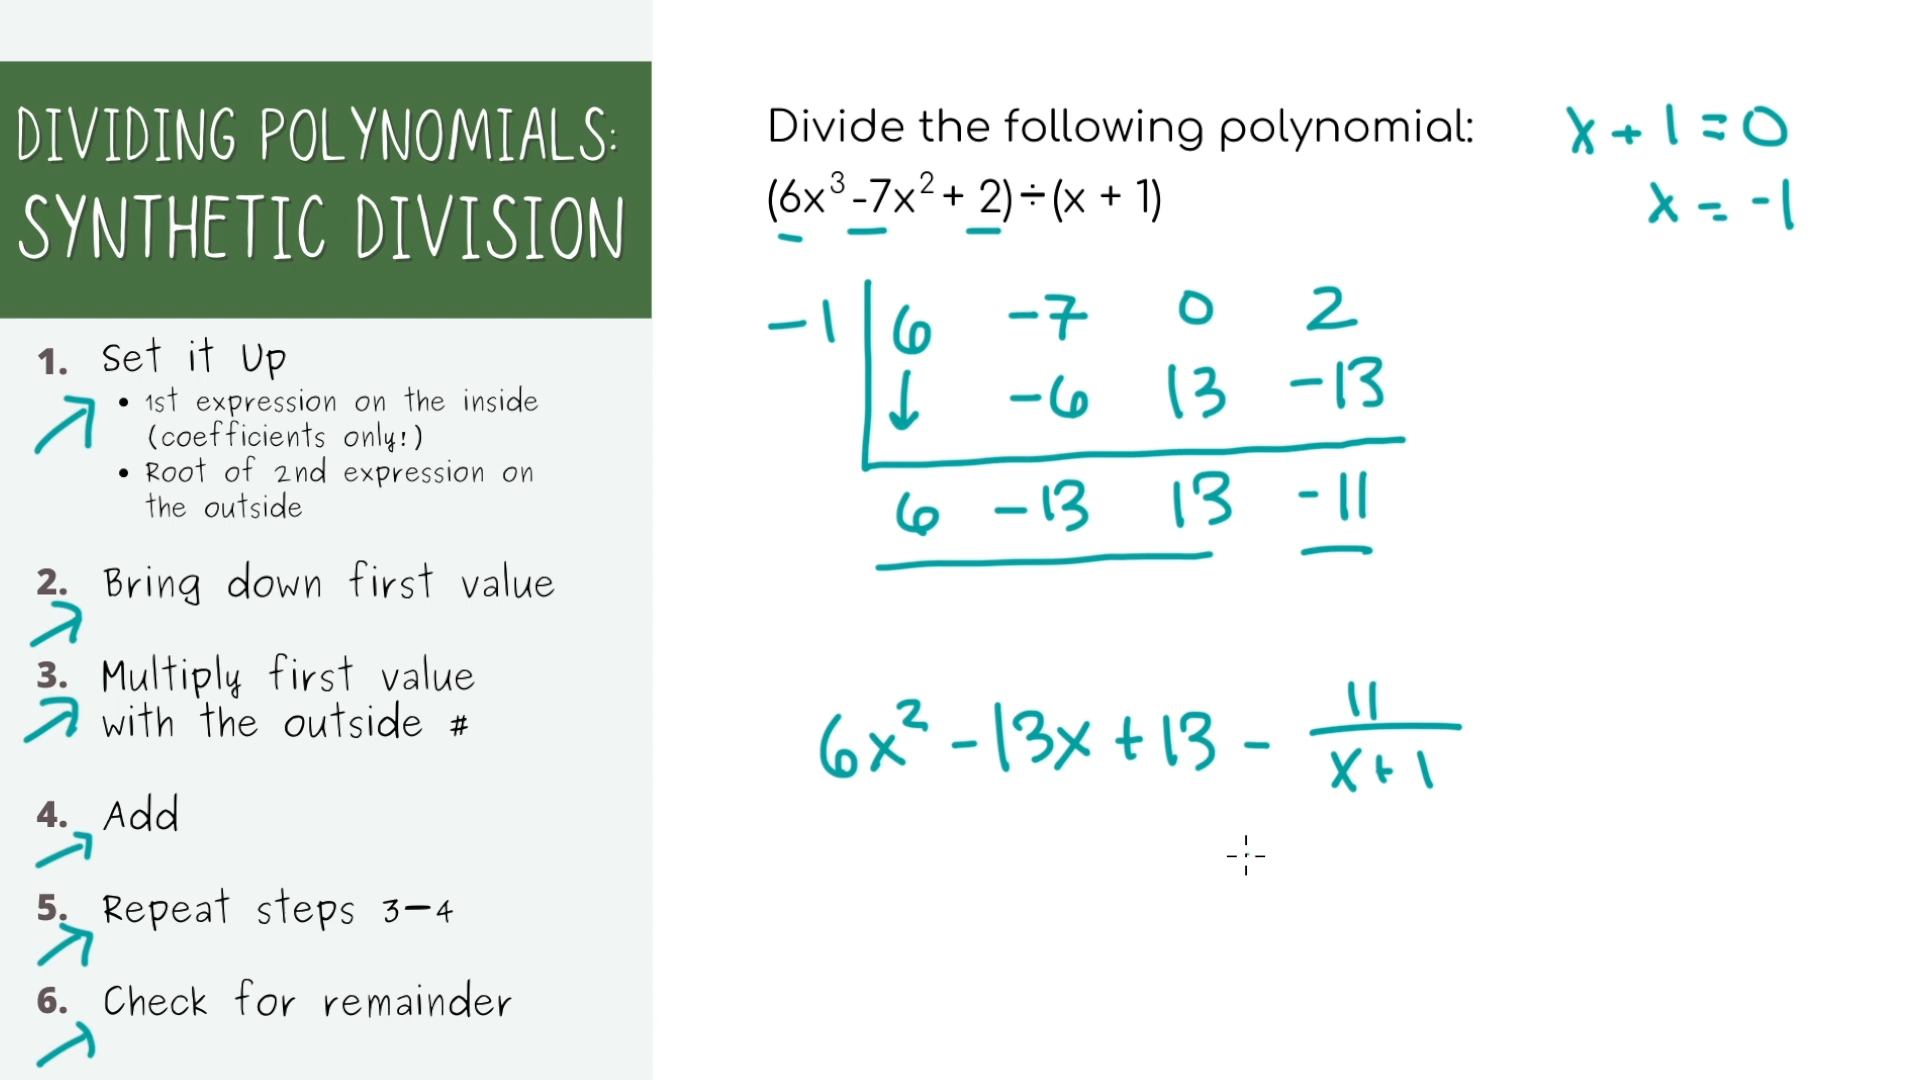 DIVIDING POLYNOMIALS:
SYNTHETIC DIVISION
1. Set it Up
• 1st expression on the inside
(coefficients only!)
• Root of 2nd expression on
the outside
2. Bring down first value
3. Multiply first value
with the outside #
4. Add
5. Repeat steps 3-4
6. Check for remainder
Divide the following polynomial:
(6x³-7x²+ 2)÷(x + 1)
x + 1 = 0
x = -1
-1 | 6 -7 0 2
↓ -6 13 -13
6 -13 13 -11
6x² - 13x + 13 - 11
x + 1